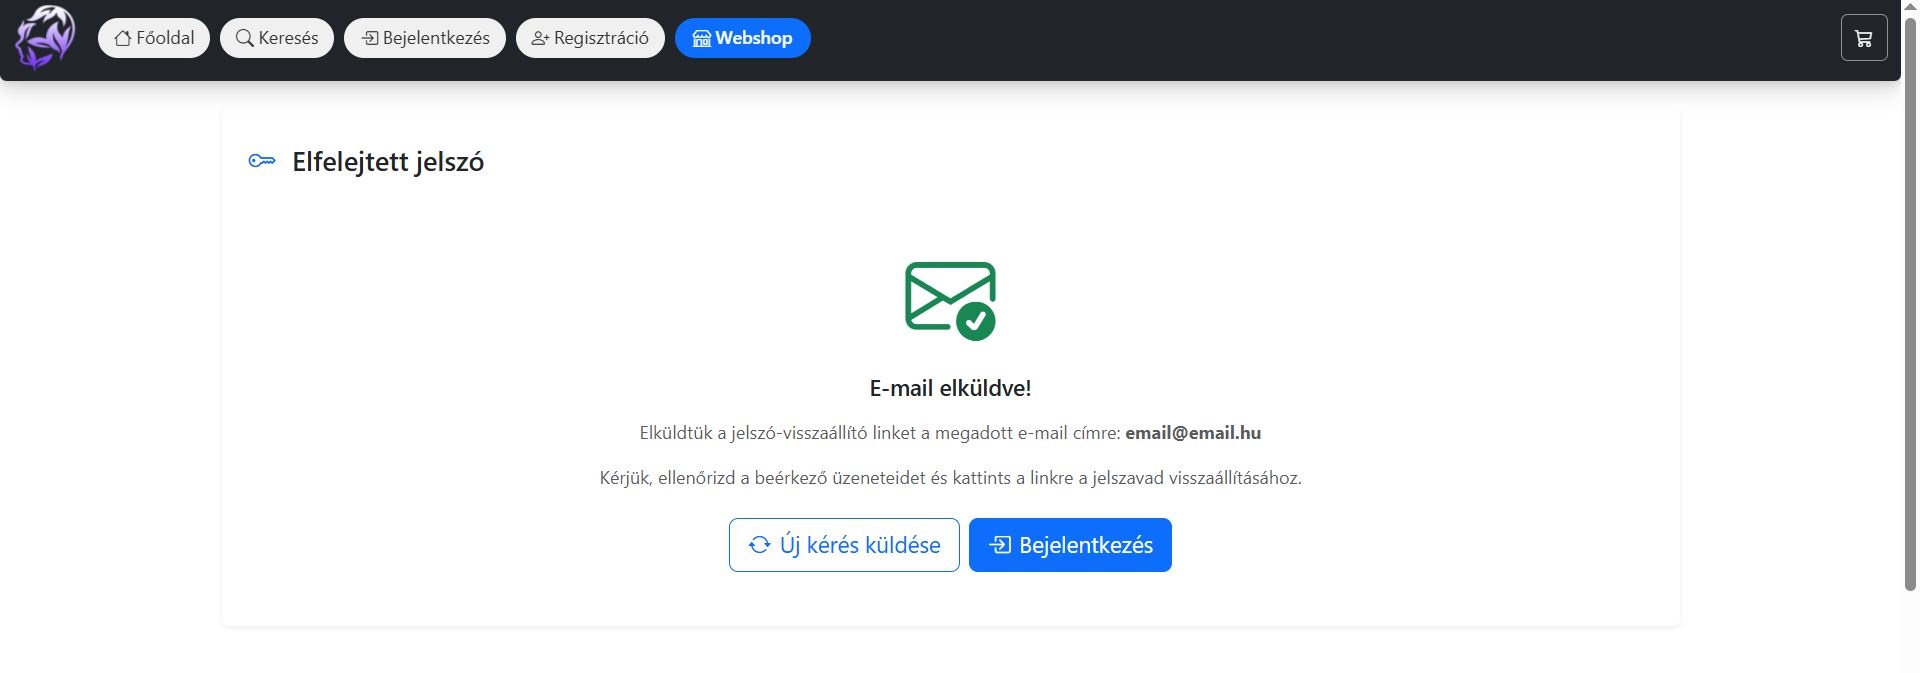 Főoldal Keresés Bejelentkezés Regisztráció Webshop
Elfelejtett jelszó
E-mail elküldve!
Elküldtük a jelszó-visszaállító linket a megadott e-mail címre: email@email.hu
Kérjük, ellenőrizd a beérkező üzeneteidet és kattints a linkre a jelszavad visszaállításához.
Új kérés küldése Bejelentkezés